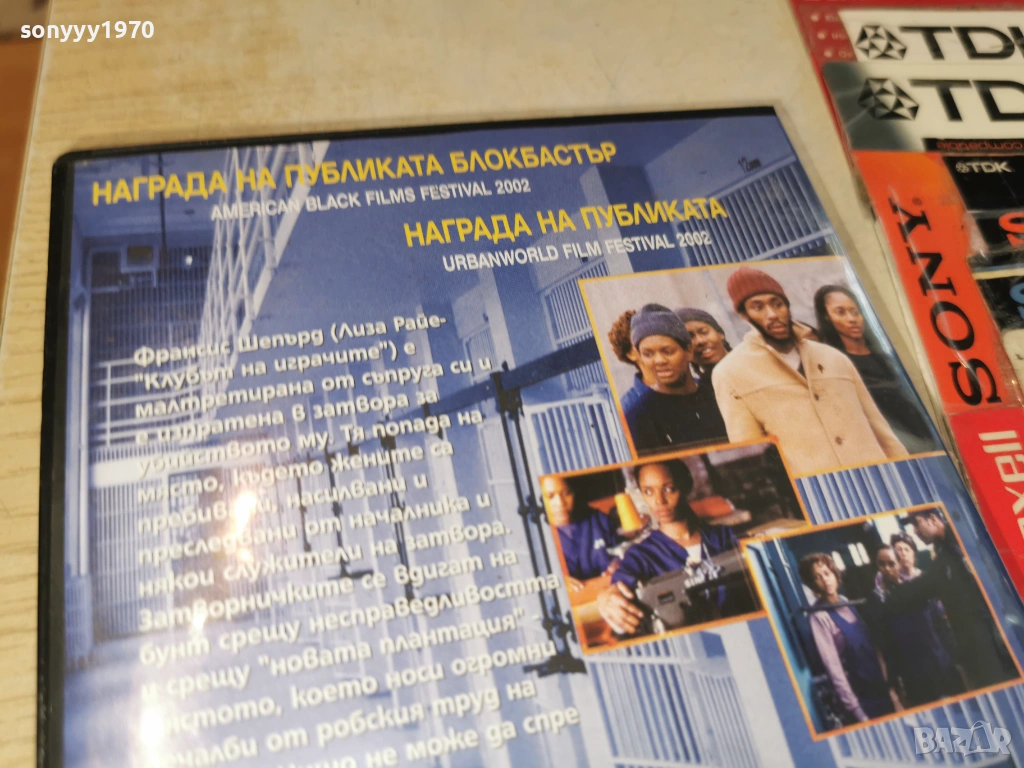 sonyyy1970
НАГРАДА НА ПУБЛИКАТА БЛОКБАСТЪР
AMERICAN BLACK FILMS FESTIVAL 2002
НАГРАДА НА ПУБЛИКАТА
URBANWORLD FILM FESTIVAL 2002
Франсис Шепърд (Лиза Райе-
"Клубът на играчите") е
малтретирана от съпруга си и
е изпратена в затвора за
убийството му. Тя попада на
място, където жените са
пребивани, насилвани и
преследвани от началника и
някои служители на затвора.
Затворничките се вдигат на
бунт срещу несправедливостта
и срещу "новата плантация" -
мястото, което носи огромни
печалби от робския труд на
не може да спре
TDK
TDK
compatible
TDK
SONY
BAZAR